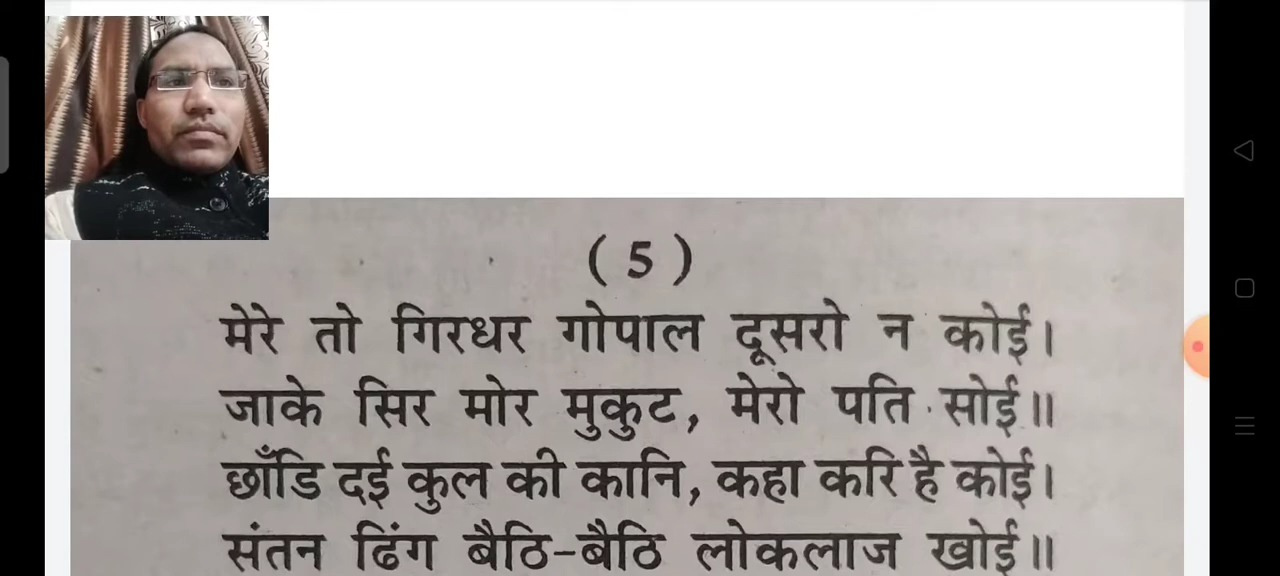 ( 5 )
मेरे तो गिरधर गोपाल दूसरो न कोई।
जाके सिर मोर मुकुट, मेरो पति सोई॥
छाँडि दई कुल की कानि, कहा करि है कोई।
संतन ढिंग बैठि-बैठि लोकलाज खोई॥